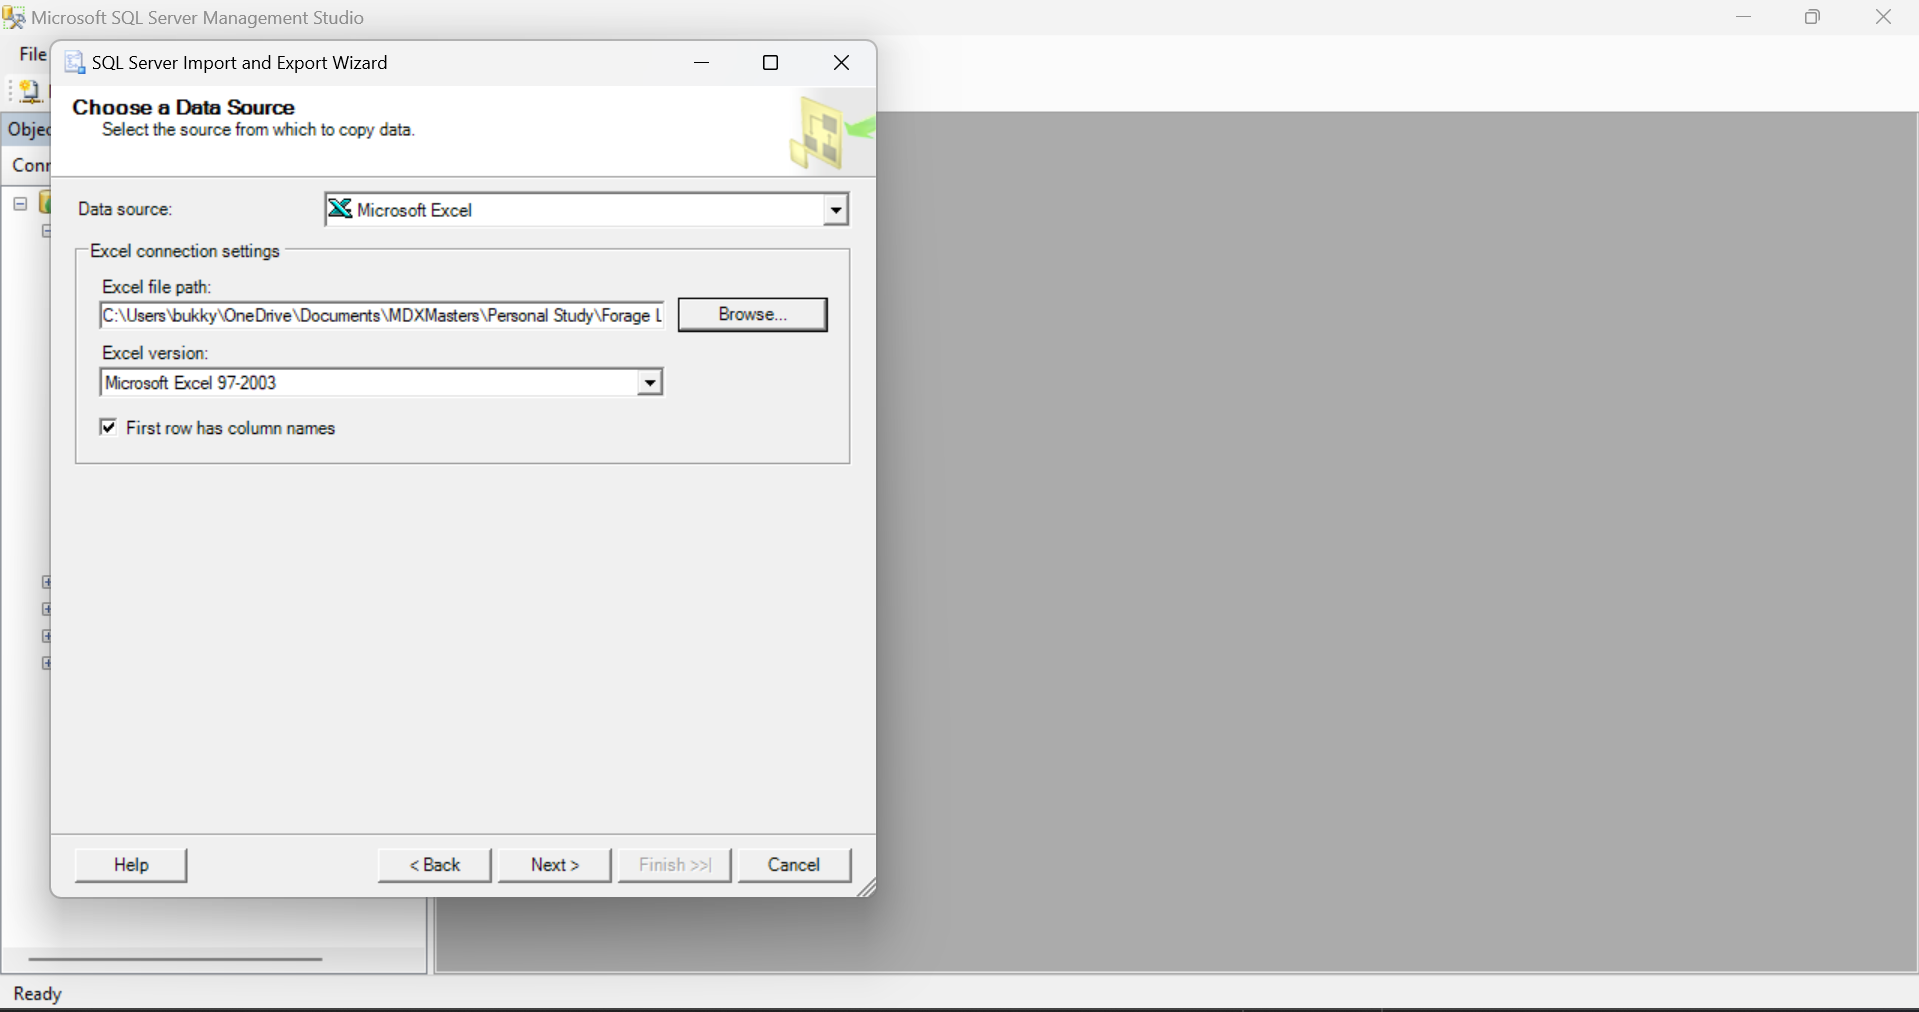 Microsoft SQL Server Management Studio
File
SQL Server Import and Export Wizard
Choose a Data Source
Select the source from which to copy data.
Objec
Conn
Data source:
Microsoft Excel
Excel connection settings
Excel file path:
C:\Users\bukky\OneDrive\Documents\MDXMasters\Personal Study\Forage L
Browse...
Excel version:
Microsoft Excel 97-2003
First row has column names
Help
< Back
Next >
Finish >>|
Cancel
Ready